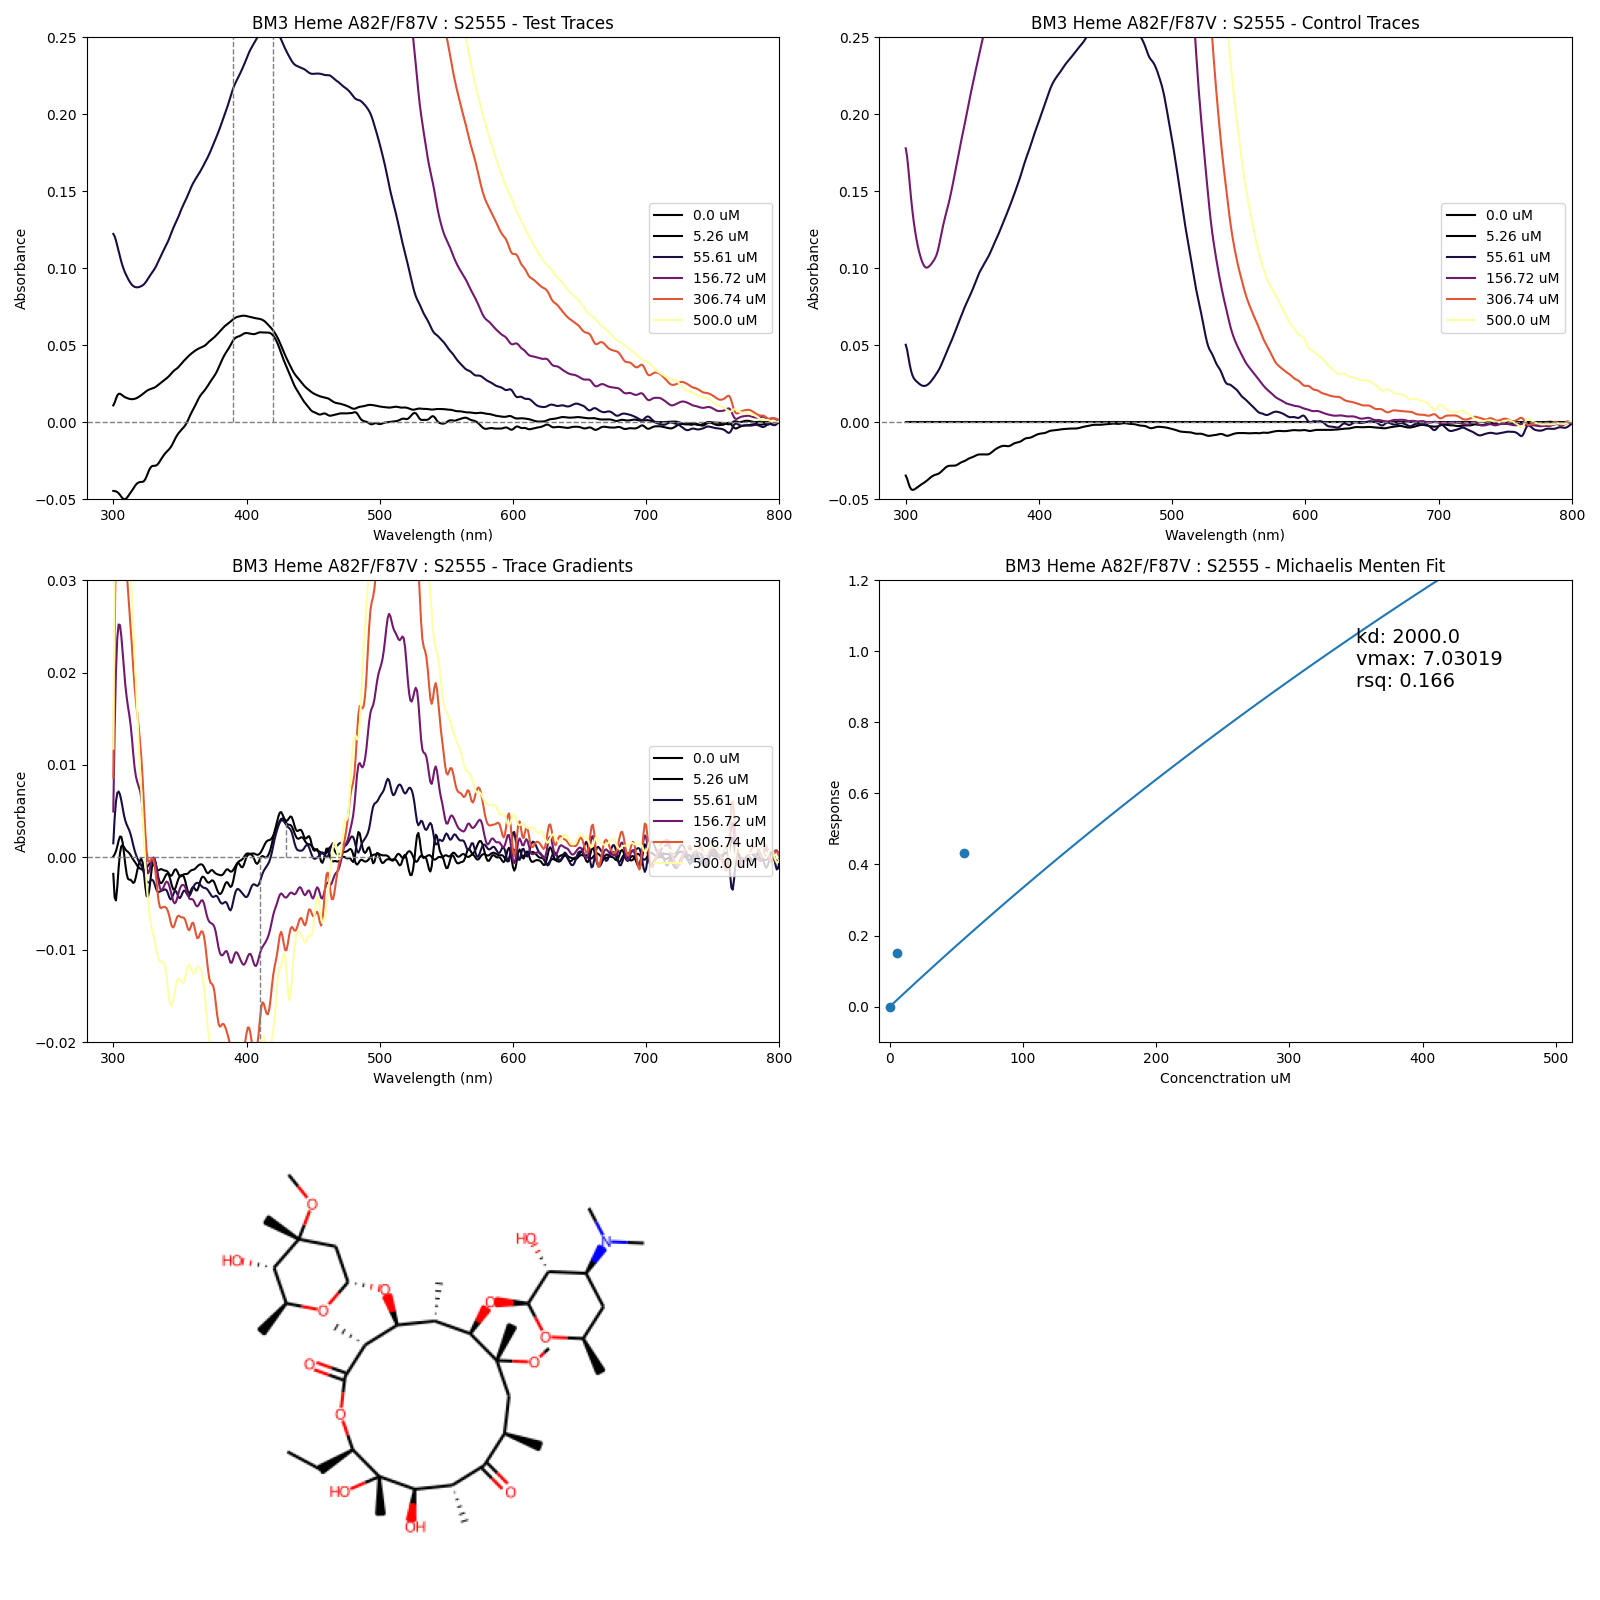 BM3 Heme A82F/F87V : S2555 - Test Traces
Absorbance
0.25
0.20
0.15
0.10
0.05
0.00
−0.05
300 400 500 600 700 800
Wavelength (nm)
0.0 uM
5.26 uM
55.61 uM
156.72 uM
306.74 uM
500.0 uM
BM3 Heme A82F/F87V : S2555 - Control Traces
Absorbance
0.25
0.20
0.15
0.10
0.05
0.00
−0.05
300 400 500 600 700 800
Wavelength (nm)
0.0 uM
5.26 uM
55.61 uM
156.72 uM
306.74 uM
500.0 uM
BM3 Heme A82F/F87V : S2555 - Trace Gradients
Absorbance
0.03
0.02
0.01
0.00
−0.01
−0.02
300 400 500 600 700 800
Wavelength (nm)
0.0 uM
5.26 uM
55.61 uM
156.72 uM
306.74 uM
500.0 uM
BM3 Heme A82F/F87V : S2555 - Michaelis Menten Fit
Response
1.2
1.0
0.8
0.6
0.4
0.2
0.0
0 100 200 300 400 500
Concenctration uM
kd: 2000.0
vmax: 7.03019
rsq: 0.166
O
HO
N
HO
O
O
O
O
O
O
O
O
HO
O
OH